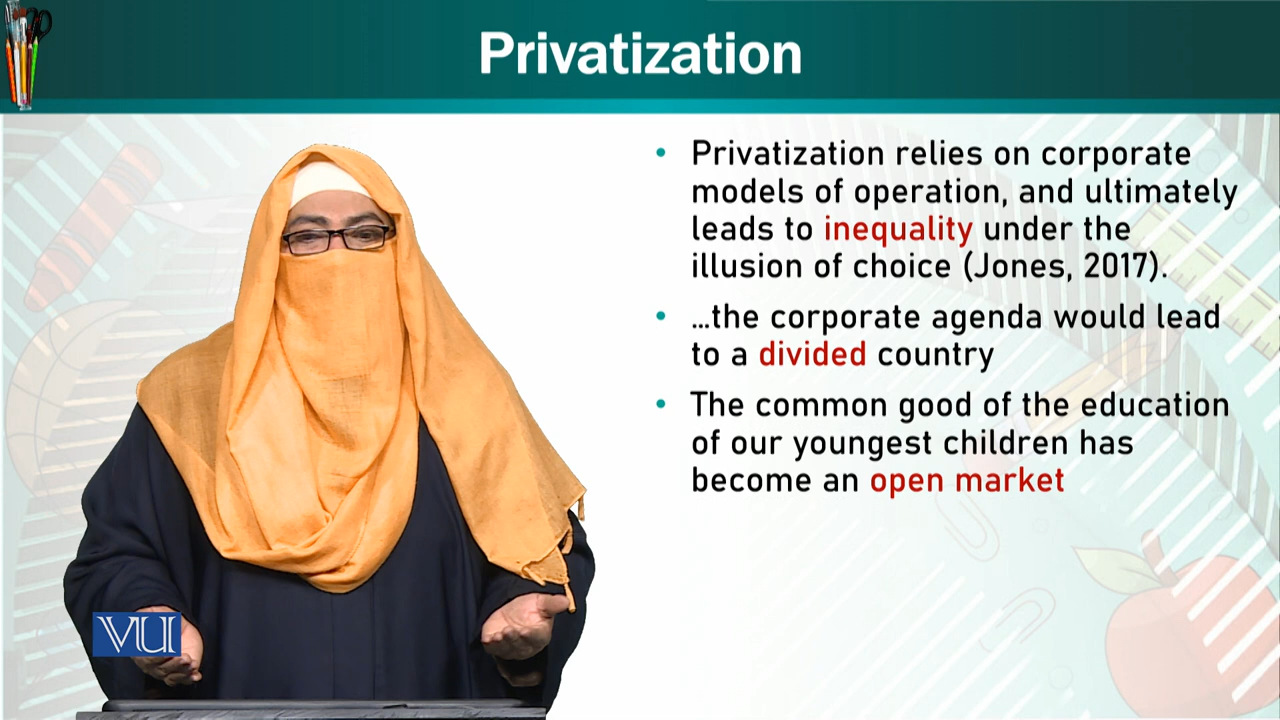 Privatization
• Privatization relies on corporate
models of operation, and ultimately
leads to inequality under the
illusion of choice (Jones, 2017).
• ...the corporate agenda would lead
to a divided country
• The common good of the education
of our youngest children has
become an open market
VU